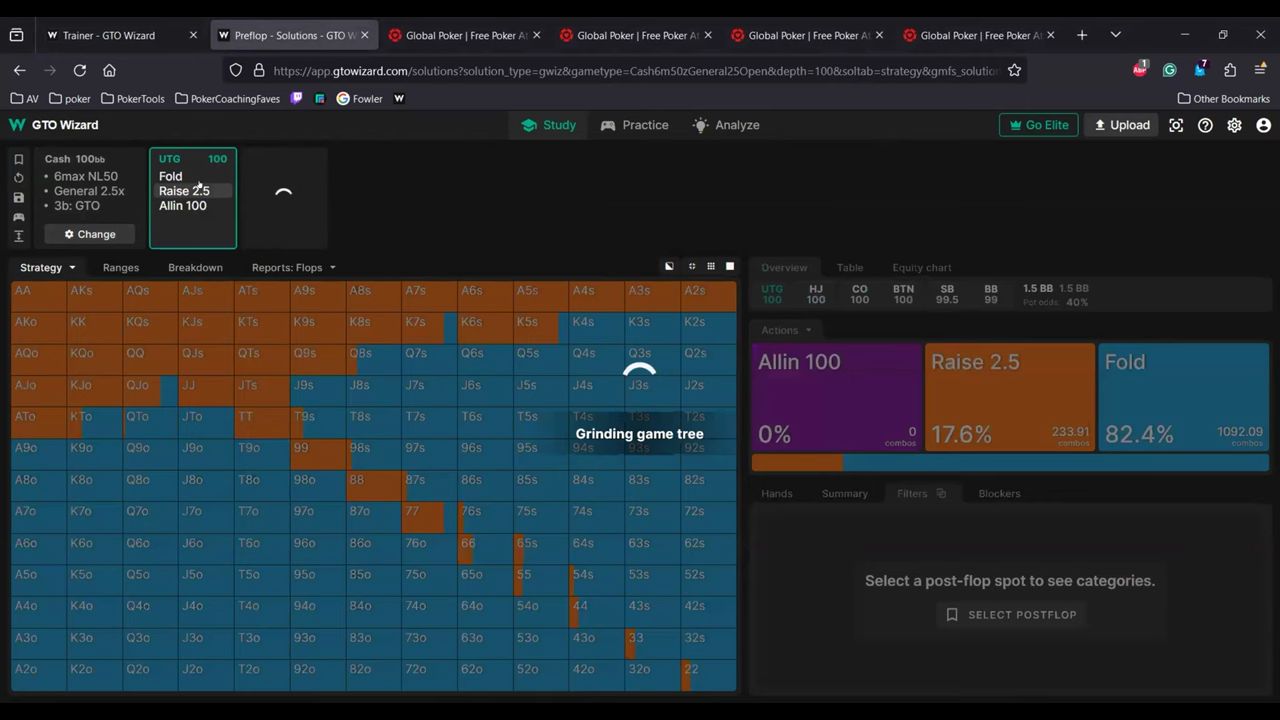 Trainer - GTO Wizard
Preflop - Solutions - GTO W
Global Poker | Free Poker At
Global Poker | Free Poker At
Global Poker | Free Poker At
Global Poker | Free Poker At
https://app.gtowizard.com/solutions?solution_type=gwiz&gametype=Cash6m50zGeneral25Open&depth=100&soltab=strategy&gmfs_solution
1
7
AV
poker
PokerTools
PokerCoachingFaves
Fowler
Other Bookmarks
GTO Wizard
Study
Practice
Analyze
Go Elite
Upload
Cash 100bb
• 6max NL50
• General 2.5x
• 3b: GTO
Change
UTG 100
Fold
Raise 2.5
Allin 100
Strategy
Ranges
Breakdown
Reports: Flops
AA AKs AQs AJs ATs A9s A8s A7s A6s A5s A4s A3s A2s
AKo KK KQs KJs KTs K9s K8s K7s K6s K5s K4s K3s K2s
AQo KQo QQ QJs QTs Q9s Q8s Q7s Q6s Q5s Q4s Q3s Q2s
AJo KJo QJo JJ JTs J9s J8s J7s J6s J5s J4s J3s J2s
ATo KTo QTo JTo TT T9s T8s T7s T6s T5s T4s T3s T2s
A9o K9o Q9o J9o T9o 99 98s 97s 96s 95s 94s 93s 92s
A8o K8o Q8o J8o T8o 98o 88 87s 86s 85s 84s 83s 82s
A7o K7o Q7o J7o T7o 97o 87o 77 76s 75s 74s 73s 72s
A6o K6o Q6o J6o T6o 96o 86o 76o 66 65s 64s 63s 62s
A5o K5o Q5o J5o T5o 95o 85o 75o 65o 55 54s 53s 52s
A4o K4o Q4o J4o T4o 94o 84o 74o 64o 54o 44 43s 42s
A3o K3o Q3o J3o T3o 93o 83o 73o 63o 53o 43o 33 32s
A2o K2o Q2o J2o T2o 92o 82o 72o 62o 52o 42o 32o 22
Grinding game tree
Overview
Table
Equity chart
UTG HJ CO BTN SB BB 1.5 BB 1.5 BB
100 100 100 100 99.5 99 Pot odds: 40%
Actions
Allin 100
0%
0
combos
Raise 2.5
17.6%
233.91
combos
Fold
82.4%
1092.09
combos
Hands
Summary
Filters
Blockers
Select a post-flop spot to see categories.
SELECT POSTFLOP